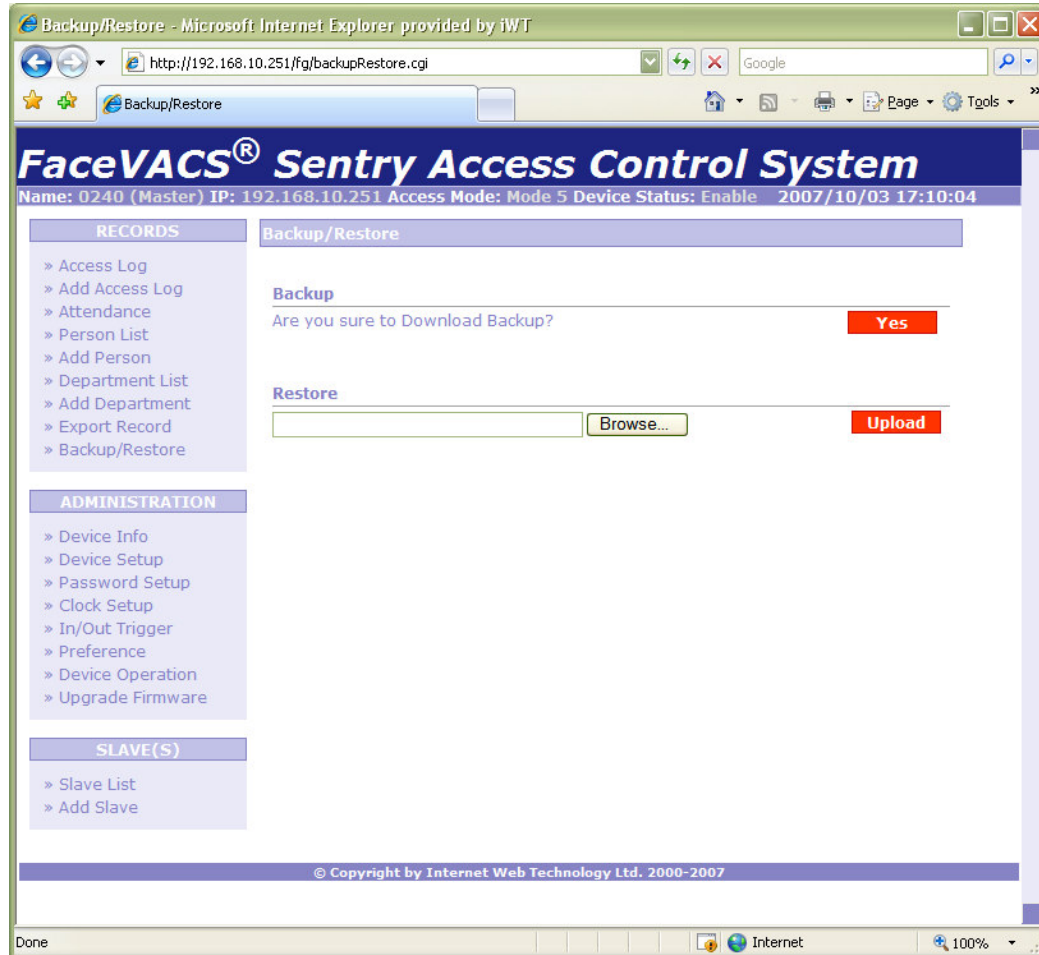 Backup/Restore - Microsoft Internet Explorer provided by iWT
http://192.168.10.251/fg/backupRestore.cgi
Google
Backup/Restore
Page
Tools
»
FaceVACS® Sentry Access Control System
Name: 0240 (Master) IP: 192.168.10.251 Access Mode: Mode 5 Device Status: Enable 2007/10/03 17:10:04
RECORDS
» Access Log
» Add Access Log
» Attendance
» Person List
» Add Person
» Department List
» Add Department
» Export Record
» Backup/Restore
ADMINISTRATION
» Device Info
» Device Setup
» Password Setup
» Clock Setup
» In/Out Trigger
» Preference
» Device Operation
» Upgrade Firmware
SLAVE(S)
» Slave List
» Add Slave
Backup/Restore
Backup
Are you sure to Download Backup?
Yes
Restore
Browse...
Upload
© Copyright by Internet Web Technology Ltd. 2000-2007
Done
Internet
100%